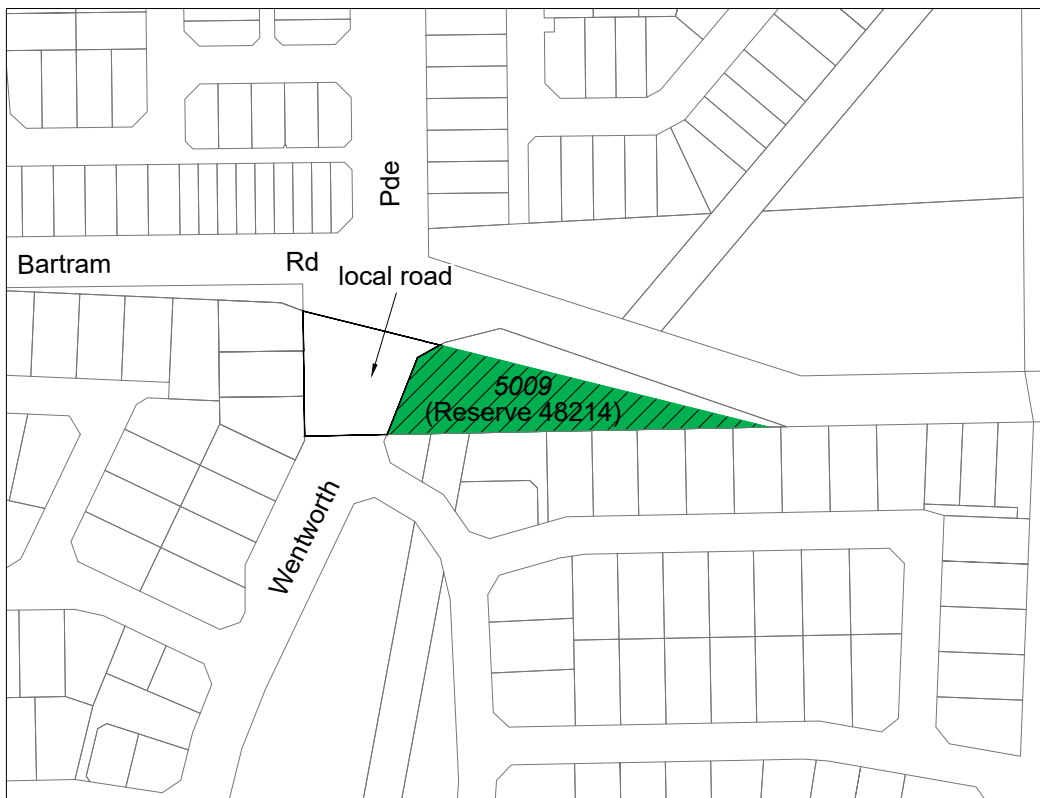 Pde
Bartram
Rd
local road
5009
(Reserve 48214)
Wentworth